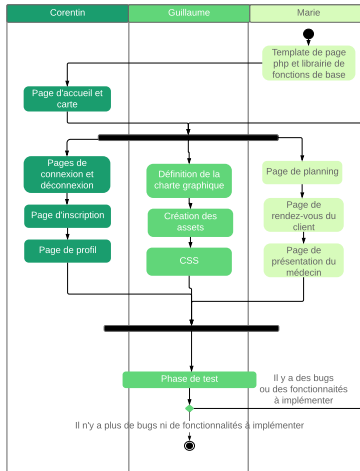 Corentin
Guillaume
Marie
Template de page
php et librairie de
fonctions de base
Page d'accueil et
carte
Pages de
connexion et
déconnexion
Définition de la
charte graphique
Page de planning
Page d'inscription
Création des
assets
Page de
rendez-vous du
client
Page de profil
CSS
Page de
présentation du
médecin
Phase de test
Il y a des bugs
ou des fonctionnaités
à implémenter
Il n'y a plus de bugs ni de fonctionnalités à implémenter